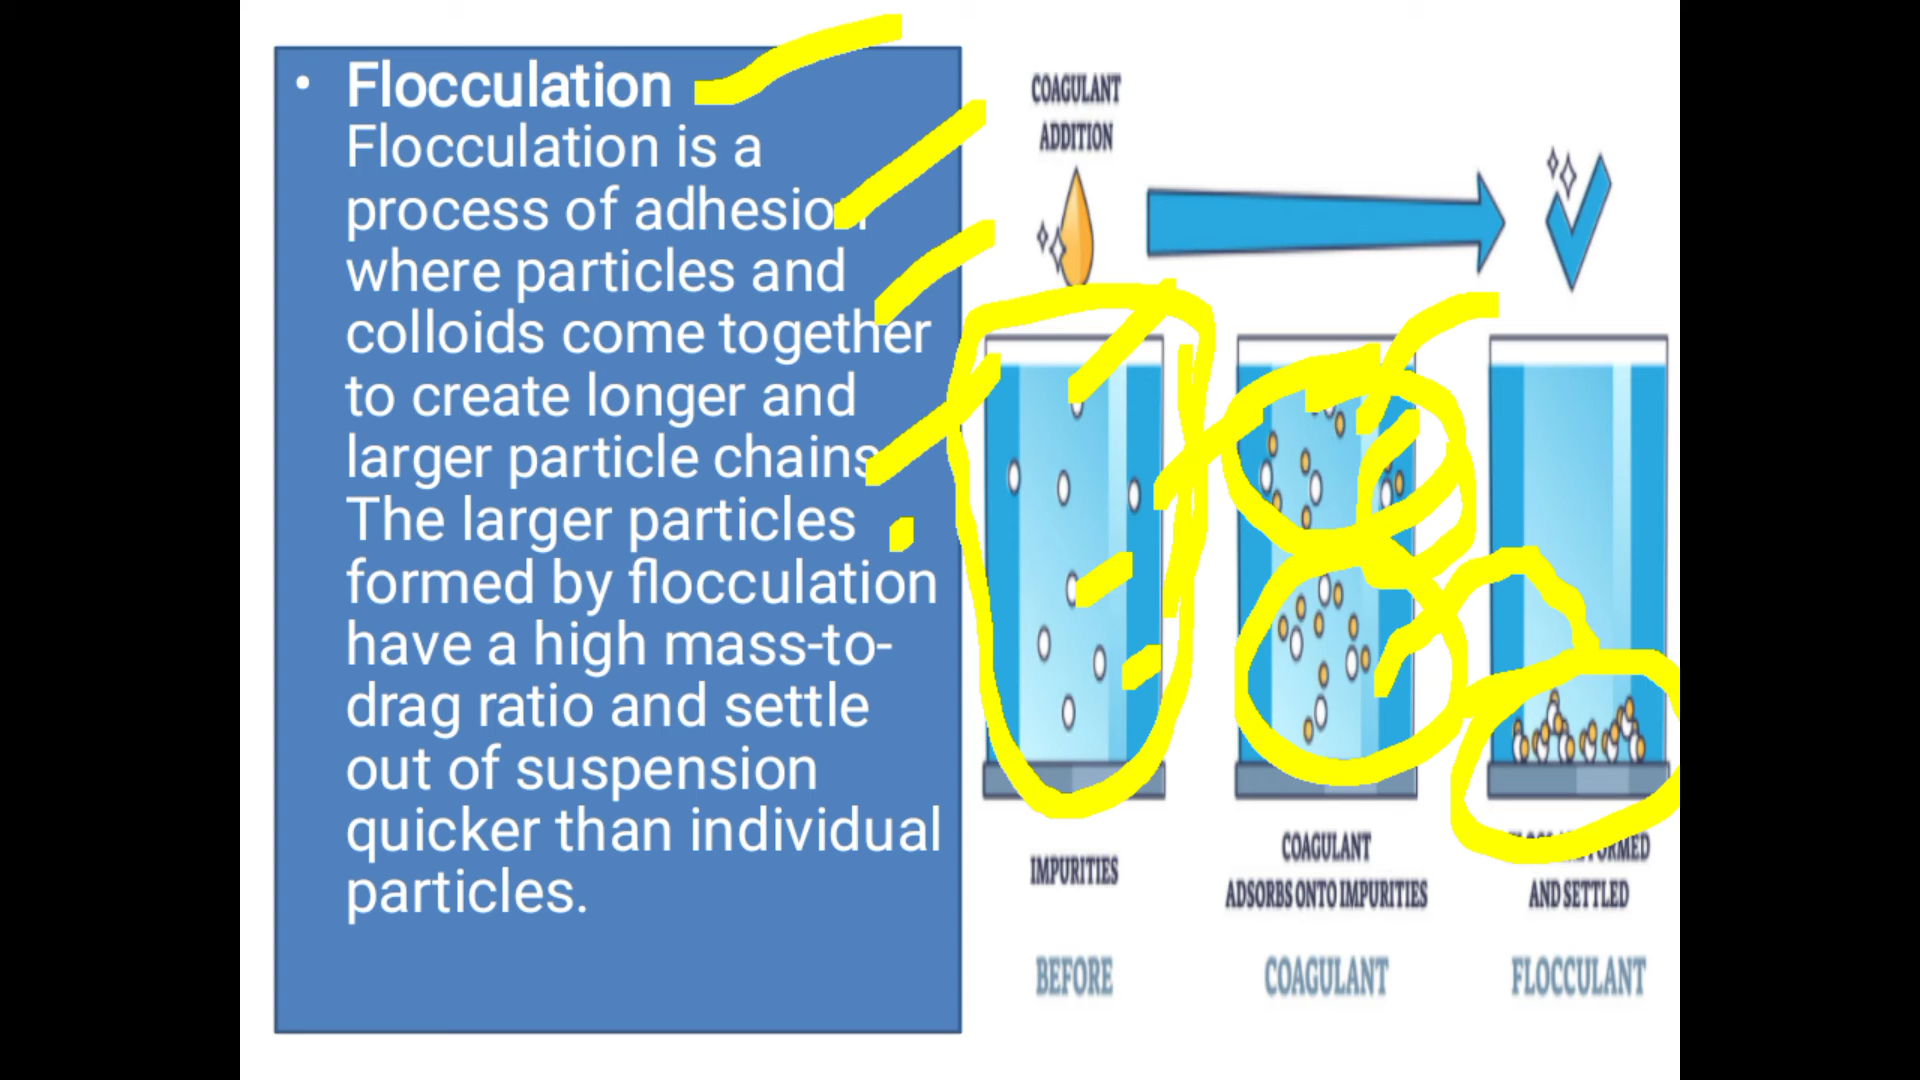 • Flocculation
Flocculation is a
process of adhesion
where particles and
colloids come together
to create longer and
larger particle chains
The larger particles
formed by flocculation
have a high mass-to-
drag ratio and settle
out of suspension
quicker than individual
particles.
COAGULANT
ADDITION
IMPURITIES
BEFORE
COAGULANT
ADSORBS ONTO IMPURITIES
COAGULANT
FORMED
AND SETTLED
FLOCCULANT